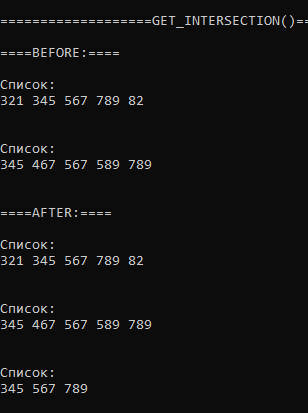 ===================GET_INTERSECTION()==
====BEFORE:====
Список:
321 345 567 789 82
Список:
345 467 567 589 789
====AFTER:====
Список:
321 345 567 789 82
Список:
345 467 567 589 789
Список:
345 567 789